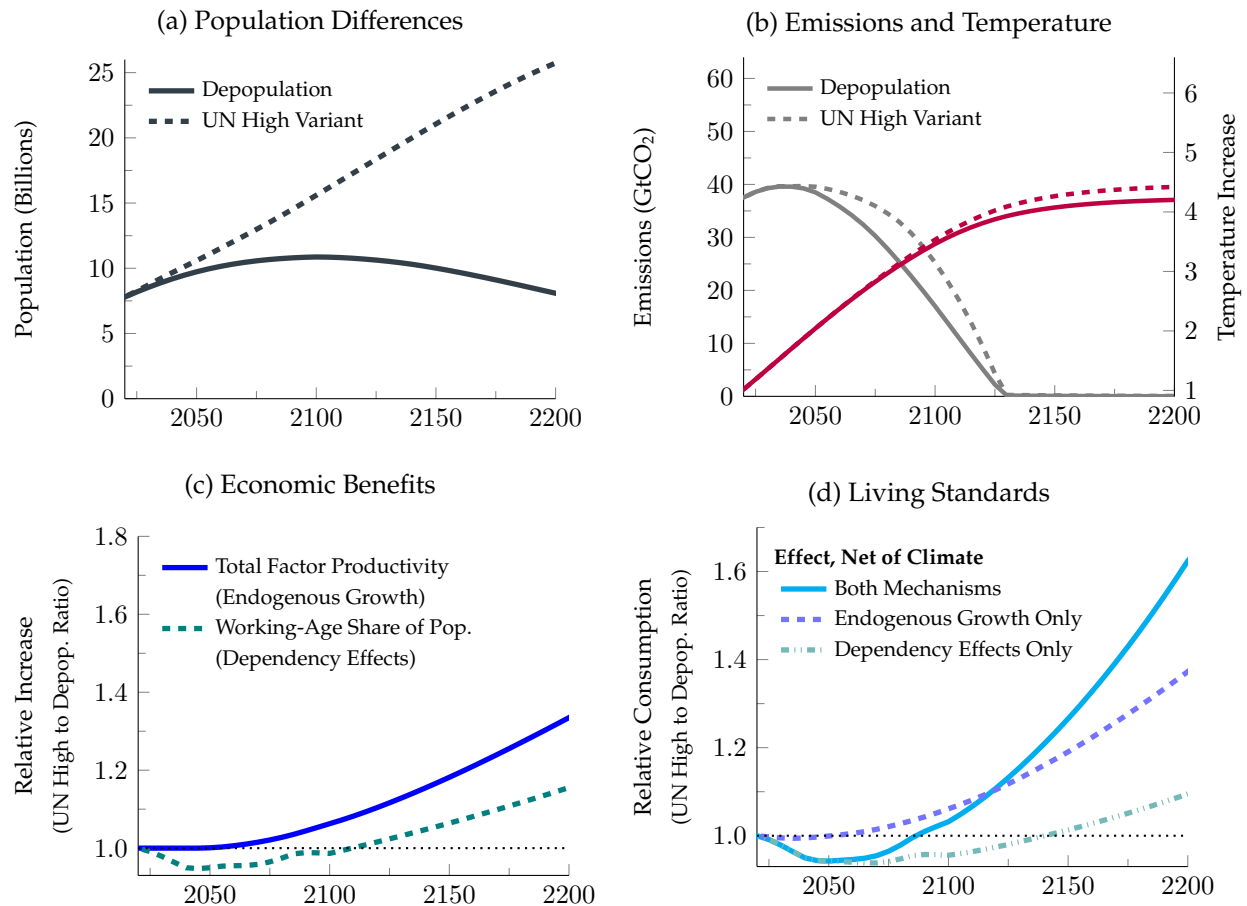 (a) Population Differences
Population (Billions)
25
20
15
10
5
0
Depopulation
UN High Variant
2050 2100 2150 2200
(b) Emissions and Temperature
Emissions (GtCO₂)
60
50
40
30
20
10
0
Depopulation
UN High Variant
6
5
4
3
2
1
Temperature Increase
2050 2100 2150 2200
(c) Economic Benefits
Relative Increase
(UN High to Depop. Ratio)
1.8
1.6
1.4
1.2
1.0
Total Factor Productivity
(Endogenous Growth)
Working-Age Share of Pop.
(Dependency Effects)
2050 2100 2150 2200
(d) Living Standards
Relative Consumption
(UN High to Depop. Ratio)
1.6
1.4
1.2
1.0
Effect, Net of Climate
Both Mechanisms
Endogenous Growth Only
Dependency Effects Only
2050 2100 2150 2200